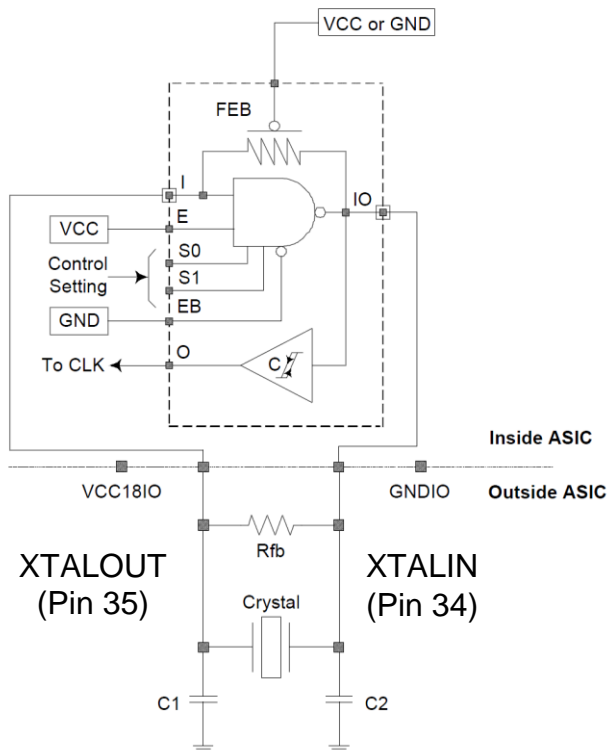 VCC or GND
FEB
I
IO
E
VCC
S0
Control
Setting
S1
EB
GND
O
To CLK
C
Inside ASIC
VCC18IO
GNDIO
Outside ASIC
Rfb
XTALOUT
(Pin 35)
XTALIN
(Pin 34)
Crystal
C1
C2